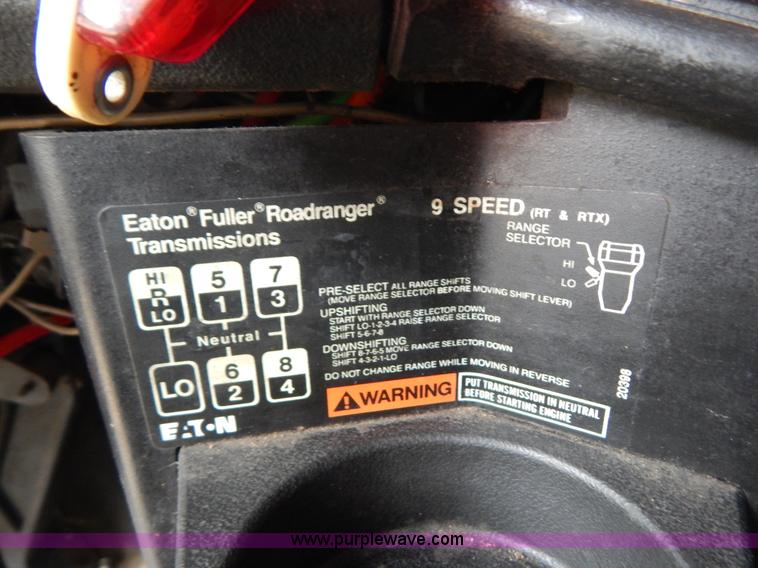 Eaton® Fuller® Roadranger® 9 SPEED (RT & RTX)
Transmissions
RANGE
SELECTOR
HI
LO
HI 5 7
R 1 3
LO
Neutral
LO 6 8
2 4
PRE-SELECT ALL RANGE SHIFTS
(MOVE RANGE SELECTOR BEFORE MOVING SHIFT LEVER)
UPSHIFTING
START WITH RANGE SELECTOR DOWN
SHIFT LO-1-2-3-4 RAISE RANGE SELECTOR
SHIFT 5-6-7-8
DOWNSHIFTING
SHIFT 8-7-6-5 MOVE RANGE SELECTOR DOWN
SHIFT 4-3-2-1-LO
DO NOT CHANGE RANGE WHILE MOVING IN REVERSE
WARNING
PUT TRANSMISSION IN NEUTRAL
BEFORE STARTING ENGINE
20398
EATON
www.purplewave.com